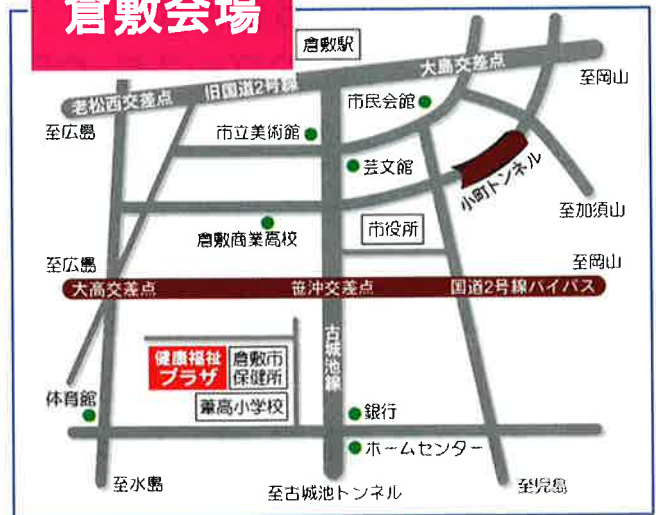 倉敷会場
倉敷駅
大島交差点
至岡山
旧国道2号線
老松西交差点
市民会館
至広島
市立美術館
芸文館
小町トンネル
至加須山
市役所
倉敷商業高校
至広島
至岡山
大高交差点
笹沖交差点
国道2号線バイパス
古城池線
健康福祉
プラザ
倉敷市
保健所
体育館
葦高小学校
銀行
ホームセンター
至水島
至古城池トンネル
至児島